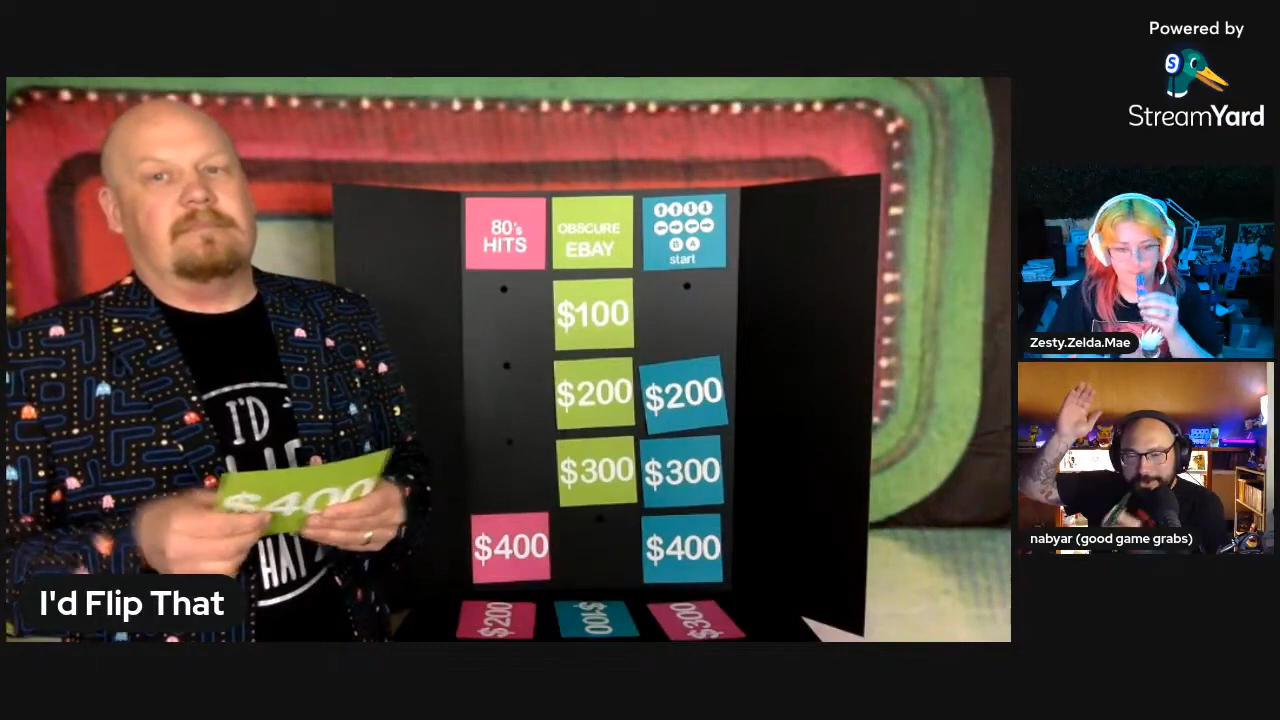 Powered by
StreamYard
80's
HITS
OBSCURE
EBAY
B A
start
$100
$200
$200
$300
$300
$400
$400
$200
$100
$300
$400
I'D
THAT
I'd Flip That
Zesty.Zelda.Mae
nabyar (good game grabs)